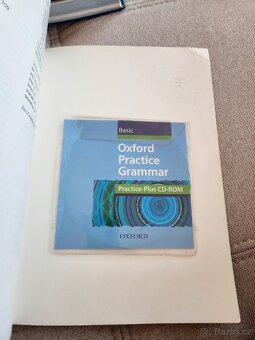 Basic
Oxford
Practice
Grammar
Practice-Plus CD-ROM
OXFORD